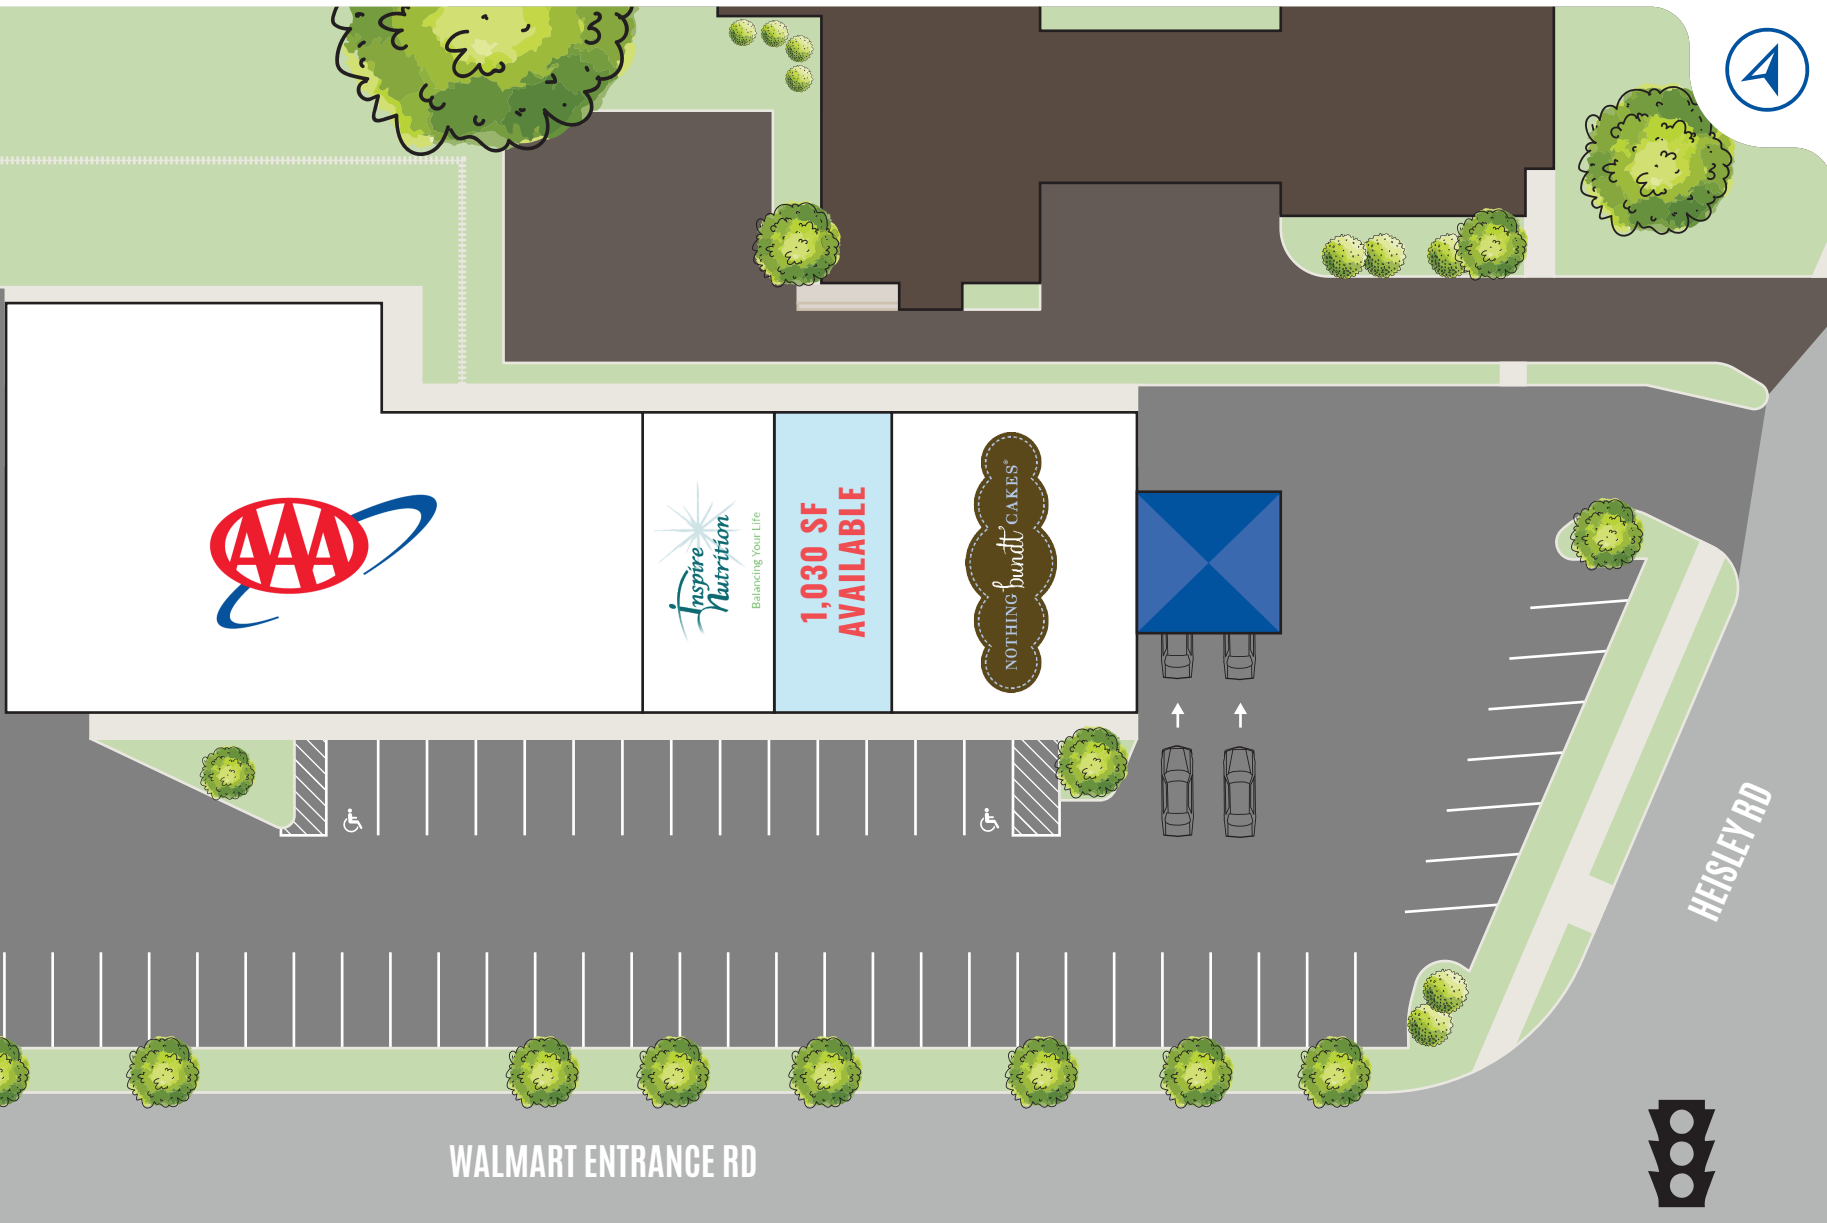 AAA
Inspire
Nutrition
Balancing Your Life
1,030 SF
AVAILABLE
NOTHING bundt CAKES®
HEISLEY RD
WALMART ENTRANCE RD